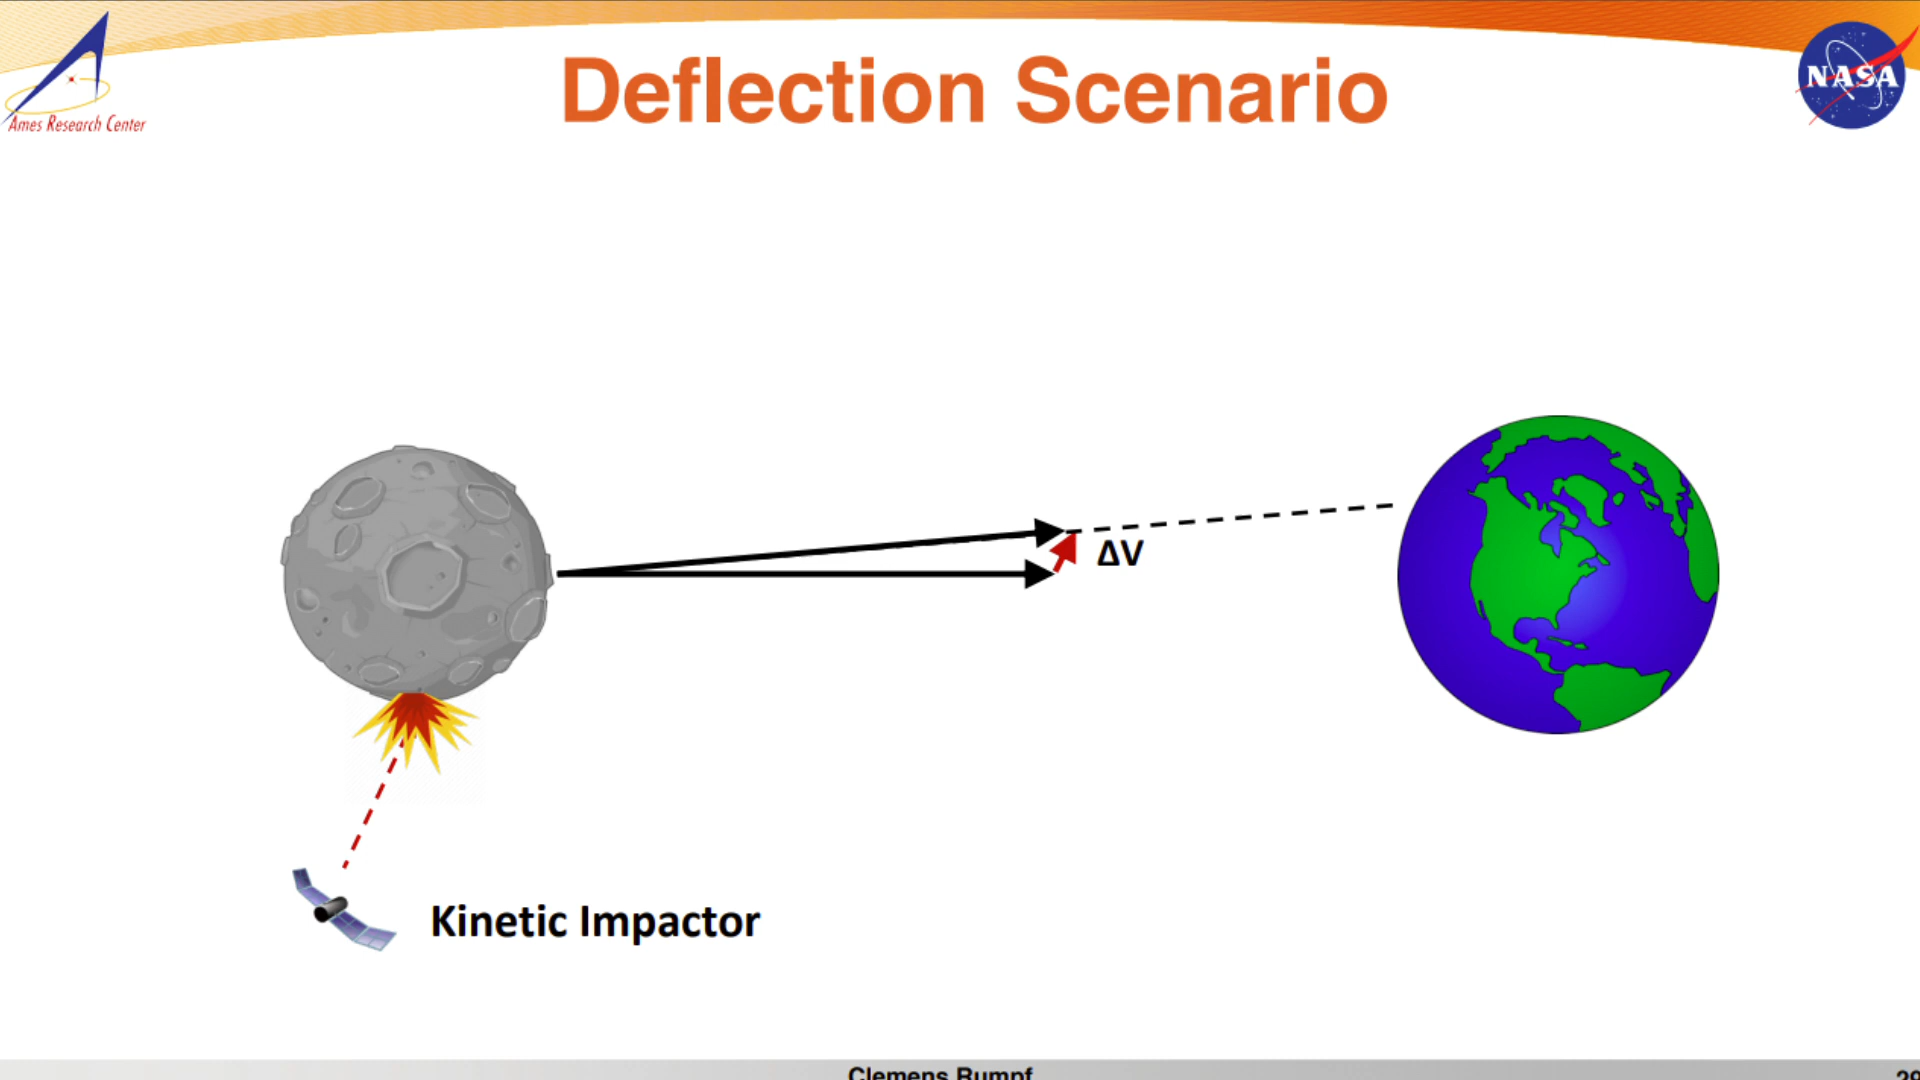 Deflection Scenario
Ames Research Center
NASA
ΔV
Kinetic Impactor
Clemens Rumpf